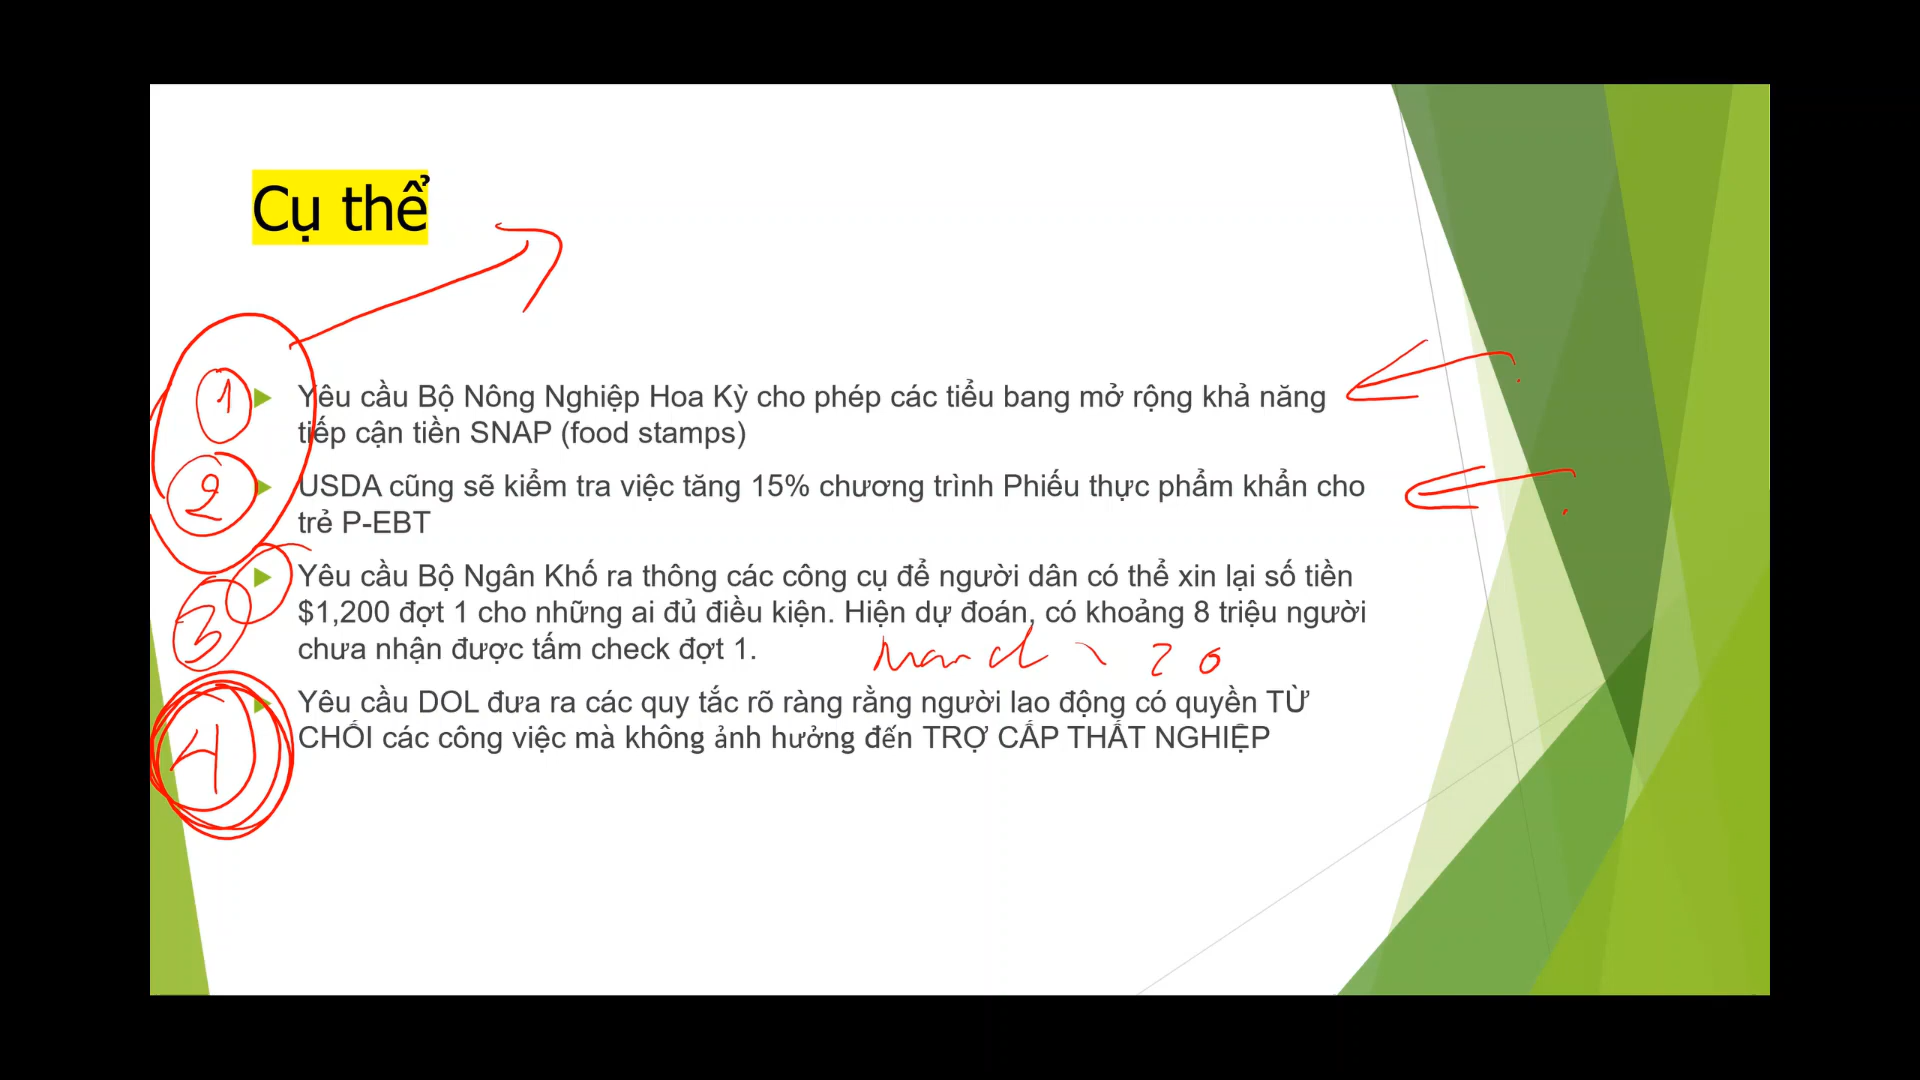 Cụ thể
1
Yêu cầu Bộ Nông Nghiệp Hoa Kỳ cho phép các tiểu bang mở rộng khả năng
tiếp cận tiền SNAP (food stamps)
2
USDA cũng sẽ kiểm tra việc tăng 15% chương trình Phiếu thực phẩm khẩn cho
trẻ P-EBT
3
Yêu cầu Bộ Ngân Khố ra thông các công cụ để người dân có thể xin lại số tiền
$1,200 đợt 1 cho những ai đủ điều kiện. Hiện dự đoán, có khoảng 8 triệu người
chưa nhận được tấm check đợt 1.
4
Yêu cầu DOL đưa ra các quy tắc rõ ràng rằng người lao động có quyền TỪ
CHỐI các công việc mà không ảnh hưởng đến TRỢ CẤP THẤT NGHIỆP